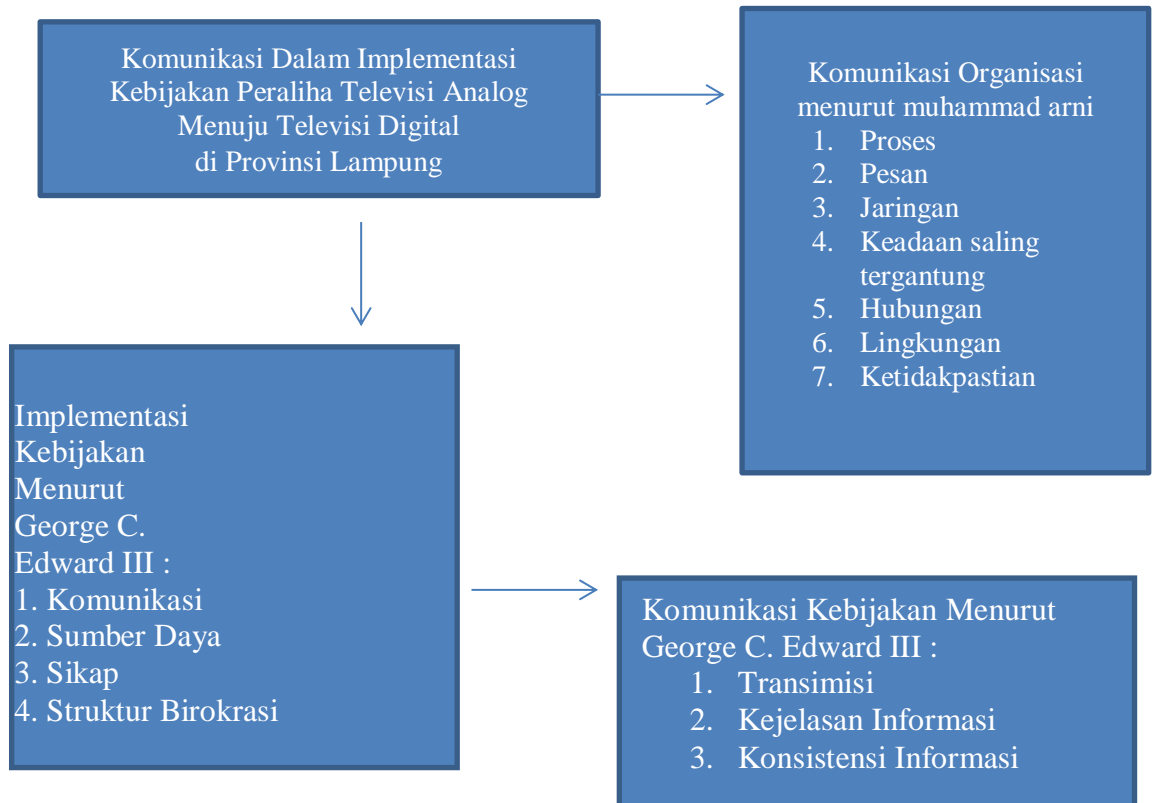 Komunikasi Dalam Implementasi
Kebijakan Peraliha Televisi Analog
Menuju Televisi Digital
di Provinsi Lampung
Komunikasi Organisasi
menurut muhammad arni
1. Proses
2. Pesan
3. Jaringan
4. Keadaan saling
tergantung
5. Hubungan
6. Lingkungan
7. Ketidakpastian
Implementasi
Kebijakan
Menurut
George C.
Edward III :
1. Komunikasi
2. Sumber Daya
3. Sikap
4. Struktur Birokrasi
Komunikasi Kebijakan Menurut
George C. Edward III :
1. Transimisi
2. Kejelasan Informasi
3. Konsistensi Informasi